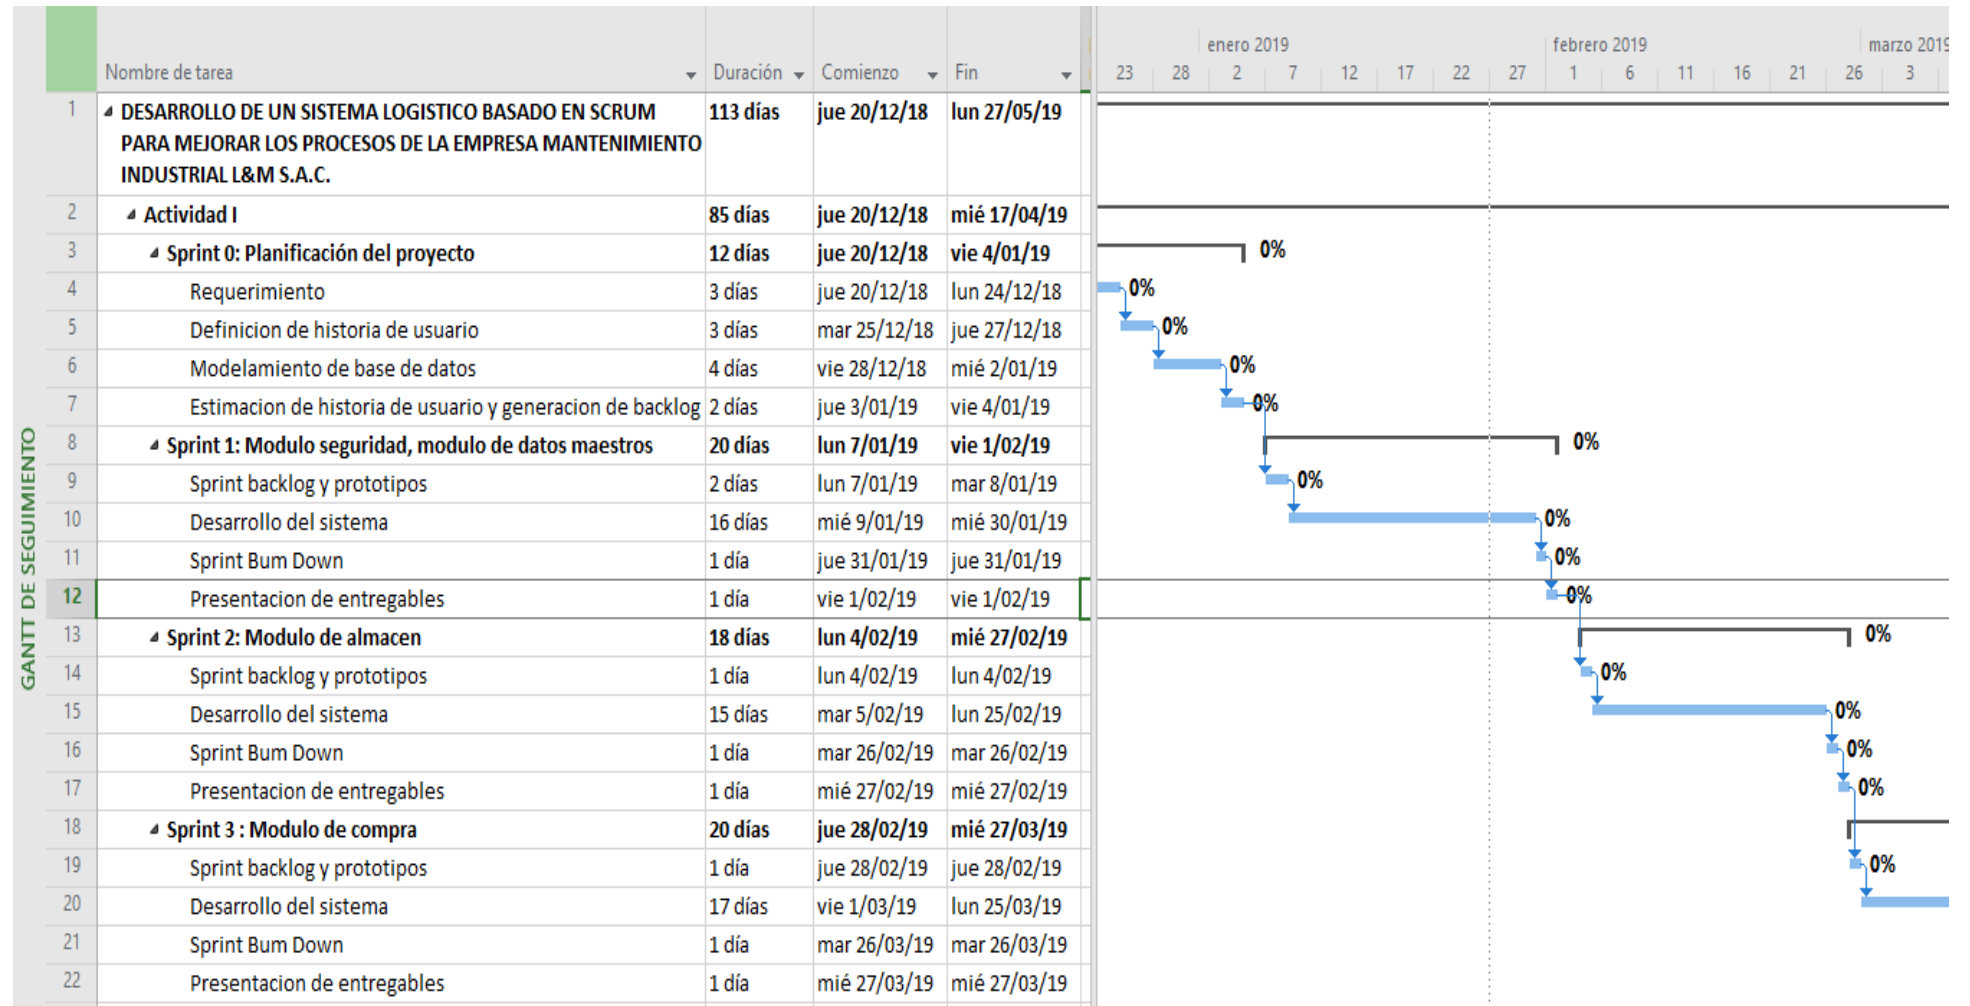 enero 2019 febrero 2019 marzo 2019
Nombre de tarea Duración Comienzo Fin 23 28 2 7 12 17 22 27 1 6 11 16 21 26 3
GANTT DE SEGUIMIENTO
1 DESARROLLO DE UN SISTEMA LOGISTICO BASADO EN SCRUM 113 días jue 20/12/18 lun 27/05/19
PARA MEJORAR LOS PROCESOS DE LA EMPRESA MANTENIMIENTO
INDUSTRIAL L&M S.A.C.
2 Actividad I 85 días jue 20/12/18 mié 17/04/19
3 Sprint 0: Planificación del proyecto 12 días jue 20/12/18 vie 4/01/19 0%
4 Requerimiento 3 días jue 20/12/18 lun 24/12/18 0%
5 Definicion de historia de usuario 3 días mar 25/12/18 jue 27/12/18 0%
6 Modelamiento de base de datos 4 días vie 28/12/18 mié 2/01/19 0%
7 Estimacion de historia de usuario y generacion de backlog 2 días jue 3/01/19 vie 4/01/19 0%
8 Sprint 1: Modulo seguridad, modulo de datos maestros 20 días lun 7/01/19 vie 1/02/19 0%
9 Sprint backlog y prototipos 2 días lun 7/01/19 mar 8/01/19 0%
10 Desarrollo del sistema 16 días mié 9/01/19 mié 30/01/19 0%
11 Sprint Bum Down 1 día jue 31/01/19 jue 31/01/19 0%
12 Presentacion de entregables 1 día vie 1/02/19 vie 1/02/19 0%
13 Sprint 2: Modulo de almacen 18 días lun 4/02/19 mié 27/02/19 0%
14 Sprint backlog y prototipos 1 día lun 4/02/19 lun 4/02/19 0%
15 Desarrollo del sistema 15 días mar 5/02/19 lun 25/02/19 0%
16 Sprint Bum Down 1 día mar 26/02/19 mar 26/02/19 0%
17 Presentacion de entregables 1 día mié 27/02/19 mié 27/02/19 0%
18 Sprint 3 : Modulo de compra 20 días jue 28/02/19 mié 27/03/19
19 Sprint backlog y prototipos 1 día jue 28/02/19 jue 28/02/19 0%
20 Desarrollo del sistema 17 días vie 1/03/19 lun 25/03/19
21 Sprint Bum Down 1 día mar 26/03/19 mar 26/03/19
22 Presentacion de entregables 1 día mié 27/03/19 mié 27/03/19